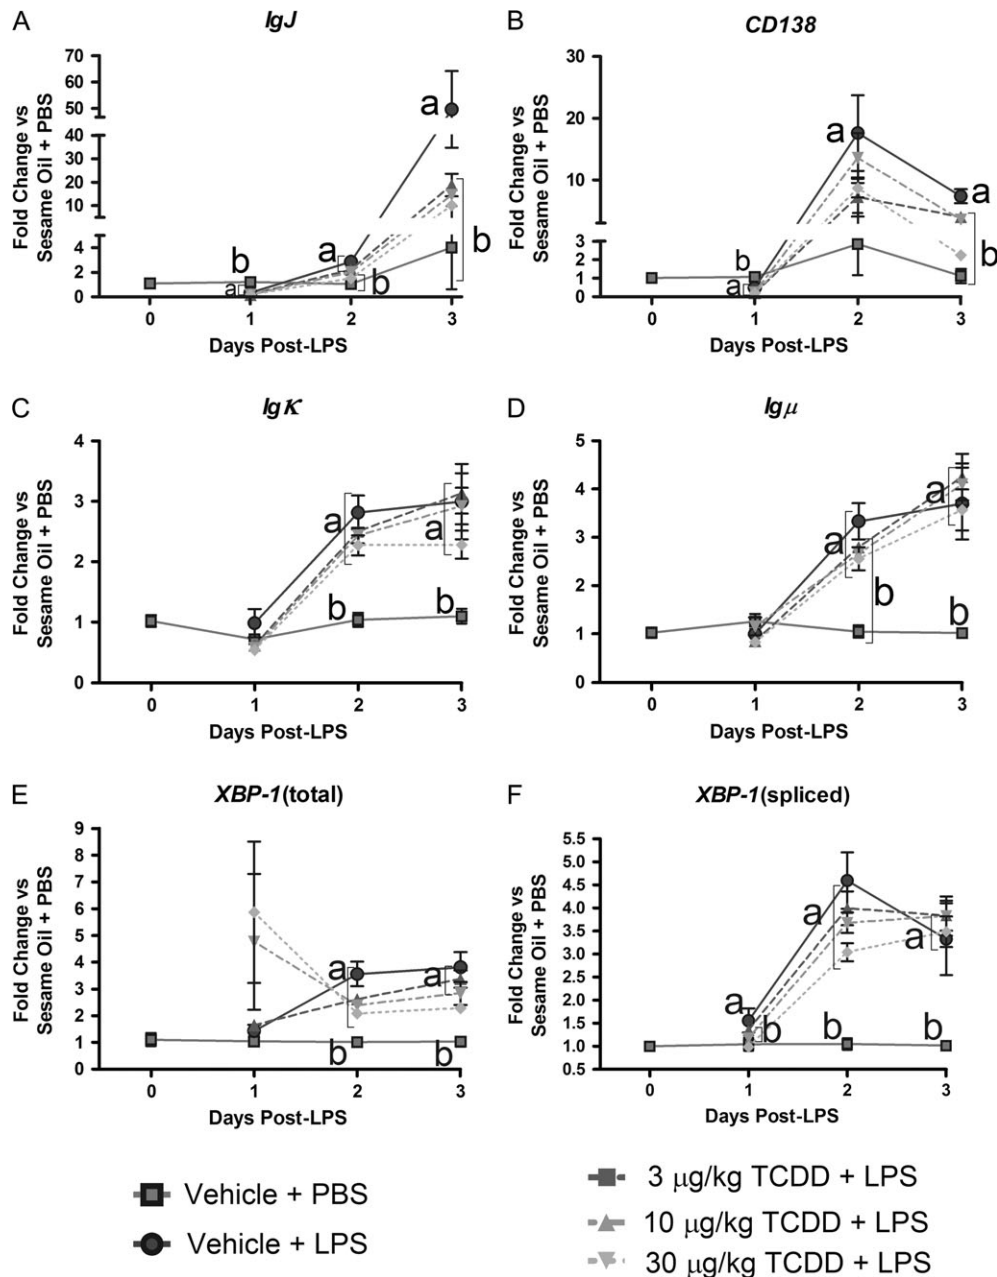 A
IgJ
Fold Change vs
Sesame Oil + PBS
70
60
50
40
30
20
10
4
2
0
a
b
a
a
b
b
0 1 2 3
Days Post-LPS
B
CD138
Fold Change vs
Sesame Oil + PBS
30
20
10
3
2
1
0
a
a
b
b
a
0 1 2 3
Days Post-LPS
C
IgK
Fold Change vs
Sesame Oil + PBS
4
3
2
1
0
a
a
b
b
0 1 2 3
Days Post-LPS
D
Igμ
Fold Change vs
Sesame Oil + PBS
5
4
3
2
1
0
a
a
b
b
0 1 2 3
Days Post-LPS
E
XBP-1(total)
Fold Change vs
Sesame Oil + PBS
9
8
7
6
5
4
3
2
1
0
a
a
b
b
0 1 2 3
Days Post-LPS
F
XBP-1(spliced)
Fold Change vs
Sesame Oil + PBS
5.5
5.0
4.5
4.0
3.5
3.0
2.5
2.0
1.5
1.0
0.5
a
a
a
b
b
b
0 1 2 3
Days Post-LPS
Vehicle + PBS
Vehicle + LPS
3 μg/kg TCDD + LPS
10 μg/kg TCDD + LPS
30 μg/kg TCDD + LPS